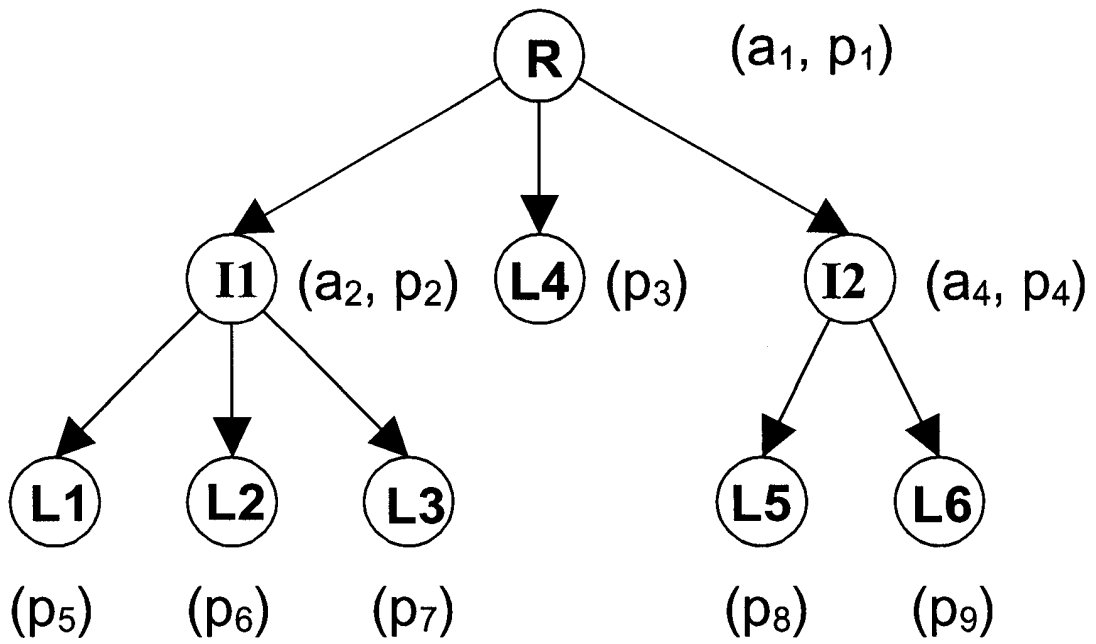 R (a₁, p₁)
I1 (a₂, p₂) L4 (p₃) I2 (a₄, p₄)
L1 L2 L3 L5 L6
(p₅) (p₆) (p₇) (p₈) (p₉)